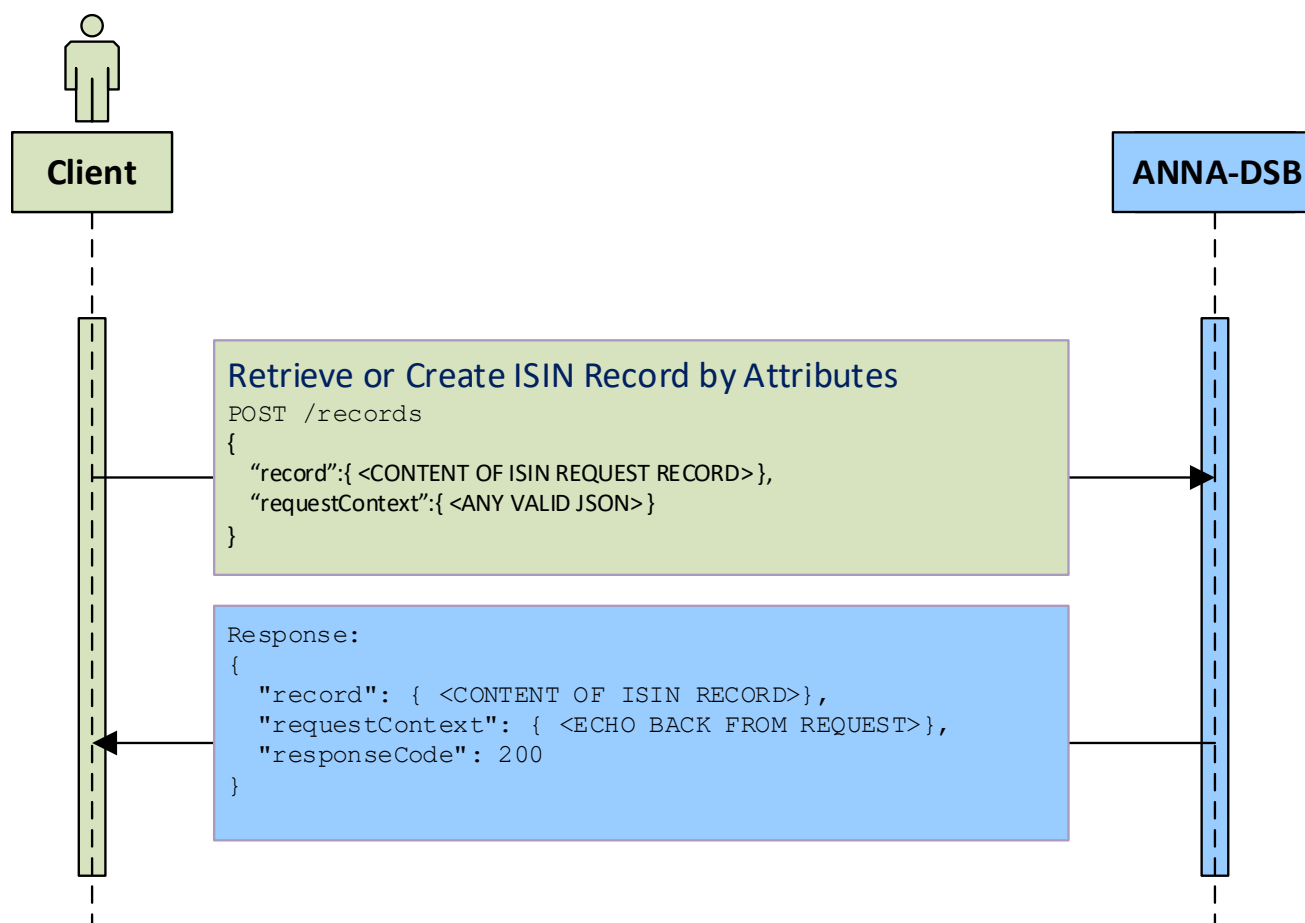 Client
ANNA-DSB
Retrieve or Create ISIN Record by Attributes
POST /records
{
“record”:{ <CONTENT OF ISIN REQUEST RECORD> },
“requestContext”:{ <ANY VALID JSON> }
}
Response:
{
"record": { <CONTENT OF ISIN RECORD>},
"requestContext": { <ECHO BACK FROM REQUEST>},
"responseCode": 200
}